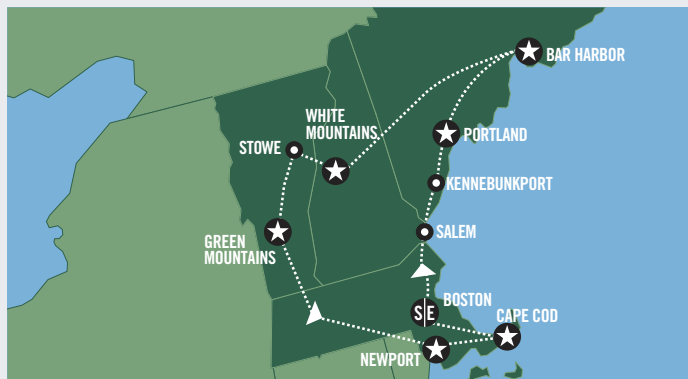 BAR HARBOR
WHITE
MOUNTAINS
PORTLAND
STOWE
KENNEBUNKPORT
SALEM
GREEN
MOUNTAINS
BOSTON
S E
CAPE COD
NEWPORT